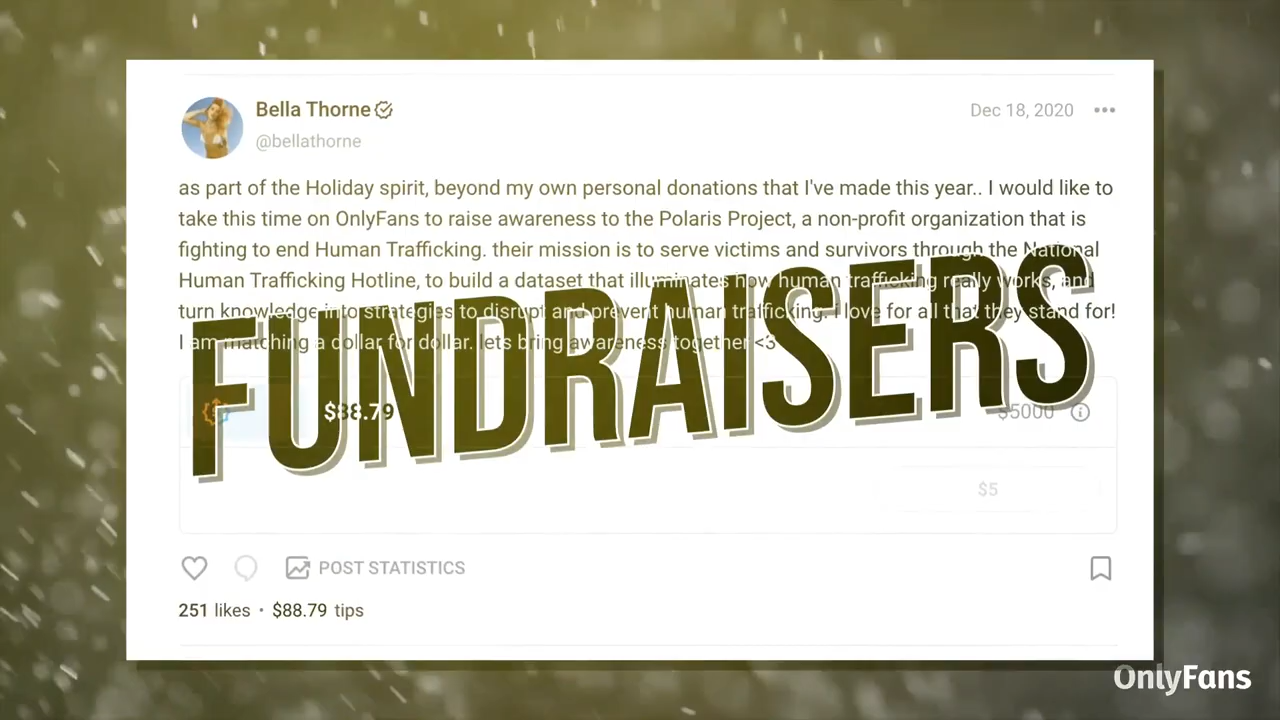 Bella Thorne
Dec 18, 2020
@bellathorne
as part of the Holiday spirit, beyond my own personal donations that I've made this year.. I would like to
take this time on OnlyFans to raise awareness to the Polaris Project, a non-profit organization that is
fighting to end Human Trafficking. their mission is to serve victims and survivors through the National
Human Trafficking Hotline, to build a dataset that illuminates how human trafficking really works, and
turn knowledge into strategies to disrupt and prevent human trafficking. I love for all that they stand for!
I am matching a dollar for dollar. lets bring awareness together <3
FUNDRAISERS
$88.79
$5000
$5
POST STATISTICS
251 likes • $88.79 tips
OnlyFans